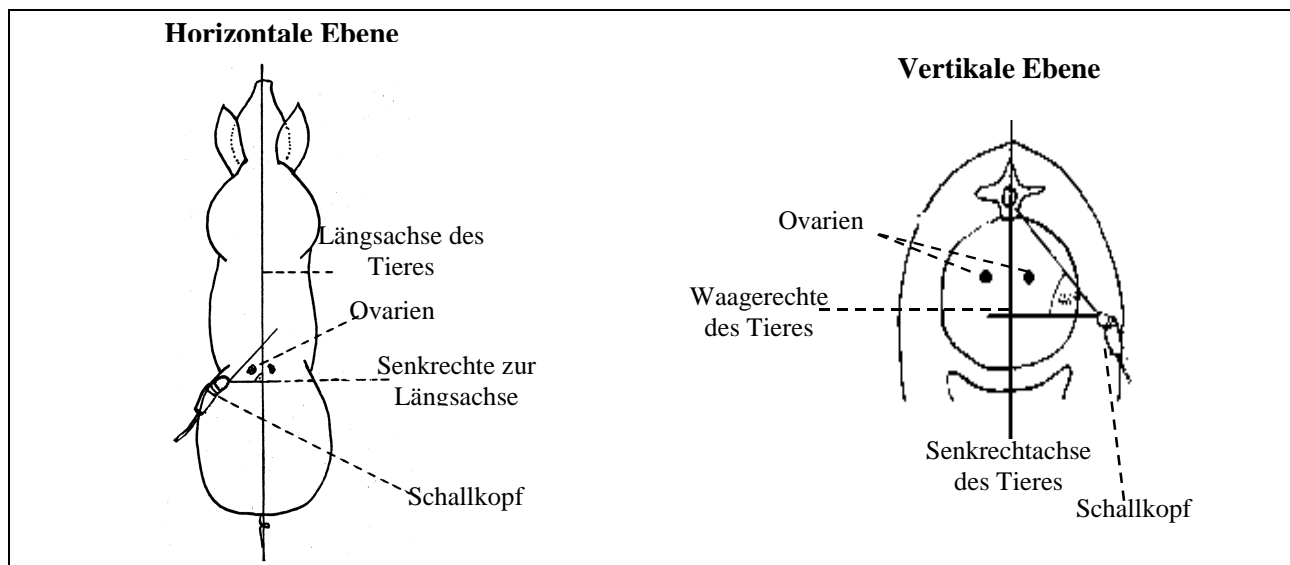 Horizontale Ebene
Längsachse des
Tieres
Ovarien
Senkrechte zur
Längsachse
Schallkopf
Vertikale Ebene
Ovarien
Waagerechte
des Tieres
Senkrechtachse
des Tieres
Schallkopf